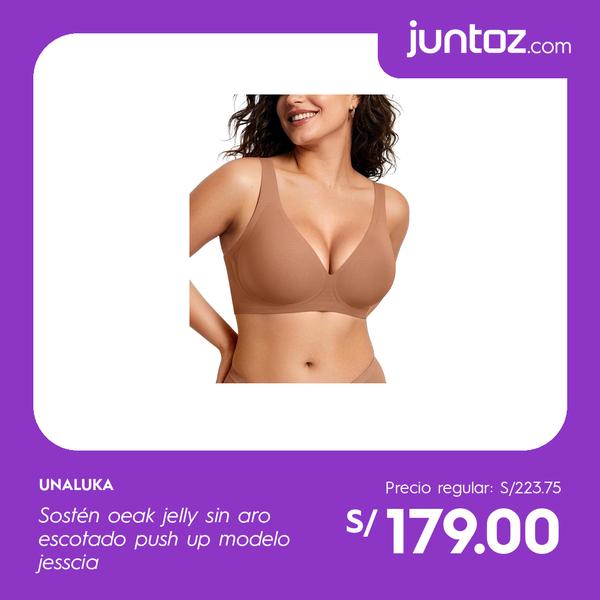 juntoz.com
UNALUKA
Sostén oeak jelly sin aro
escotado push up modelo
jesscia
Precio regular: S/223.75
S/179.00